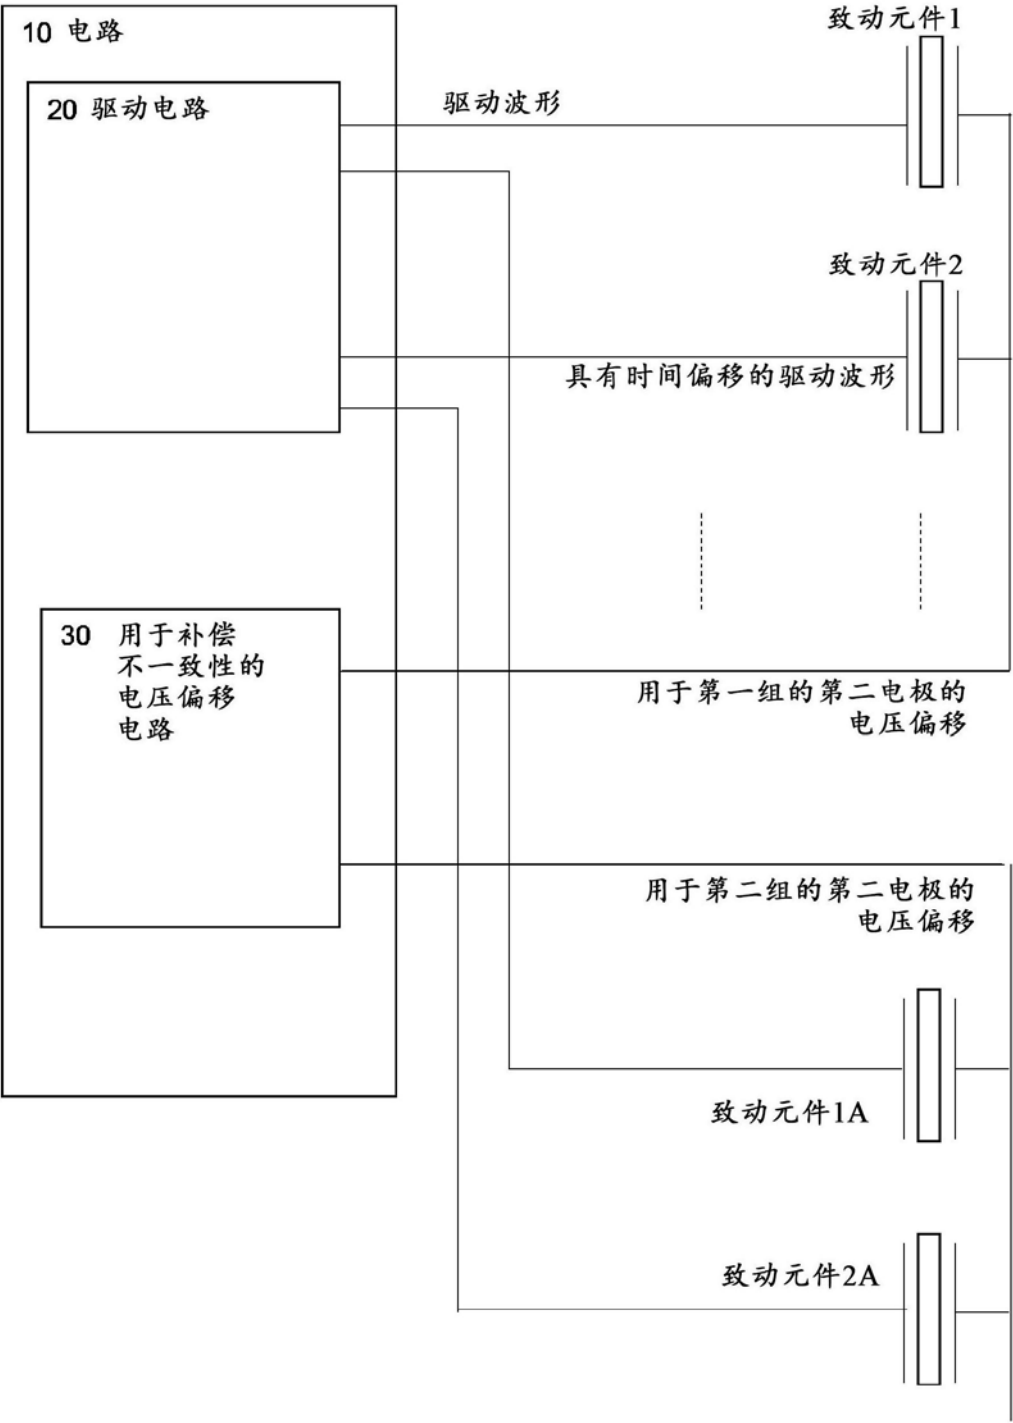 致动元件1
10 电路
20 驱动电路
驱动波形
致动元件2
具有时间偏移的驱动波形
30 用于补偿
不一致性的
电压偏移
电路
用于第一组的第二电极的
电压偏移
用于第二组的第二电极的
电压偏移
致动元件1A
致动元件2A